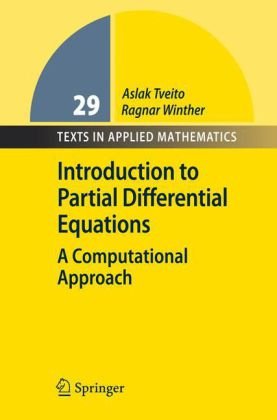 29
Aslak Tveito
Ragnar Winther
TEXTS IN APPLIED MATHEMATICS
Introduction to
Partial Differential
Equations
A Computational
Approach
Springer